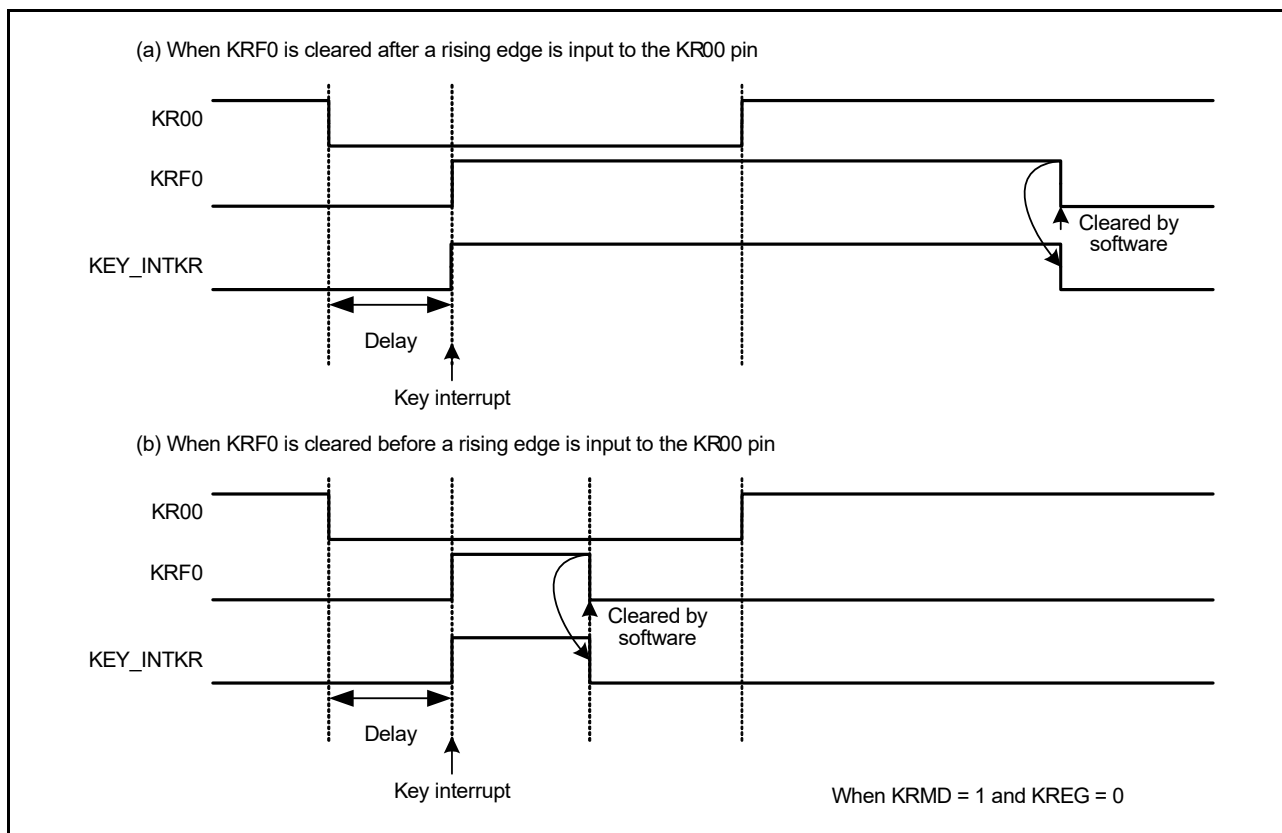 (a) When KRF0 is cleared after a rising edge is input to the KR00 pin
KR00
KRF0
Cleared by
software
KEY_INTKR
Delay
Key interrupt
(b) When KRF0 is cleared before a rising edge is input to the KR00 pin
KR00
KRF0
Cleared by
software
KEY_INTKR
Delay
Key interrupt
When KRMD = 1 and KREG = 0